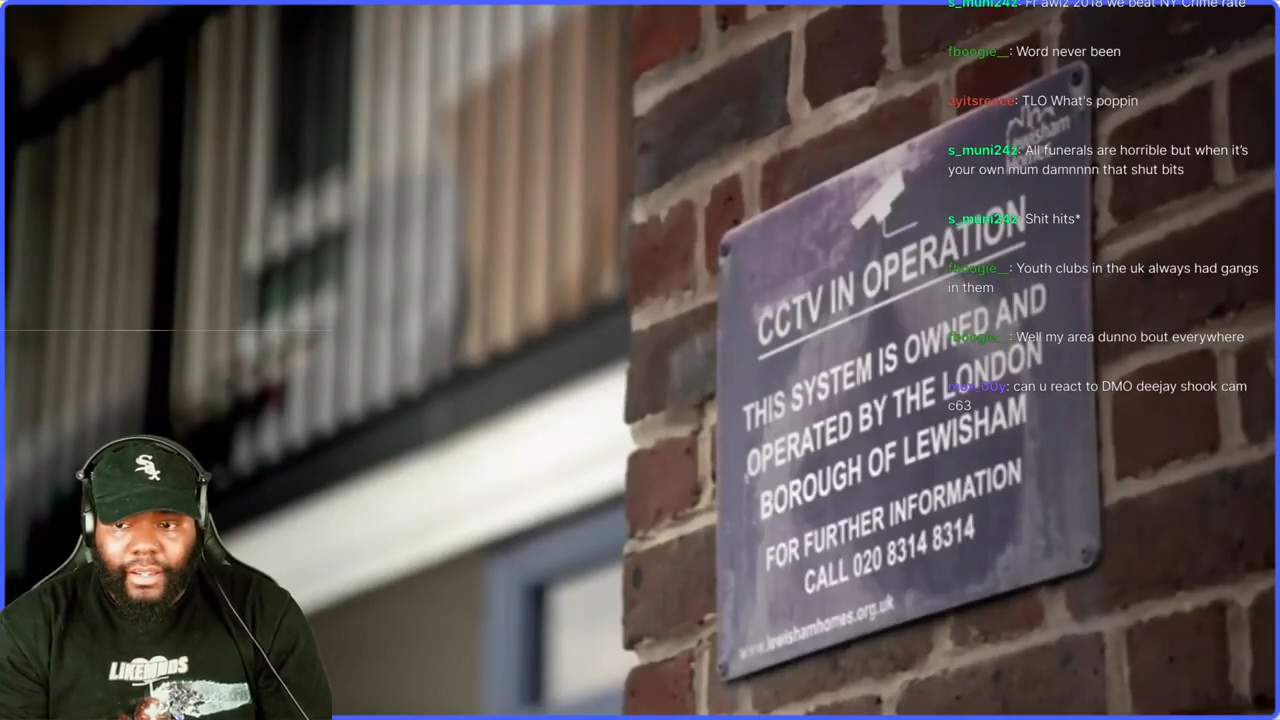 s_muni24z: Fr awlz 2018 we beat NY Crime rate
fboogie__: Word never been
ayitsreece: TLO What's poppin
s_muni24z: All funerals are horrible but when it's
your own mum damnnnn that shut bits
s_muni24z: Shit hits*
fboogie__: Youth clubs in the uk always had gangs
in them
fboogie__: Well my area dunno bout everywhere
can u react to DMO deejay shook cam
c63
Lewisham
CCTV IN OPERATION
THIS SYSTEM IS OWNED AND
OPERATED BY THE LONDON
BOROUGH OF LEWISHAM
FOR FURTHER INFORMATION
CALL 020 8314 8314
www.lewishamhomes.org.uk
Sox
LIKEMINDS